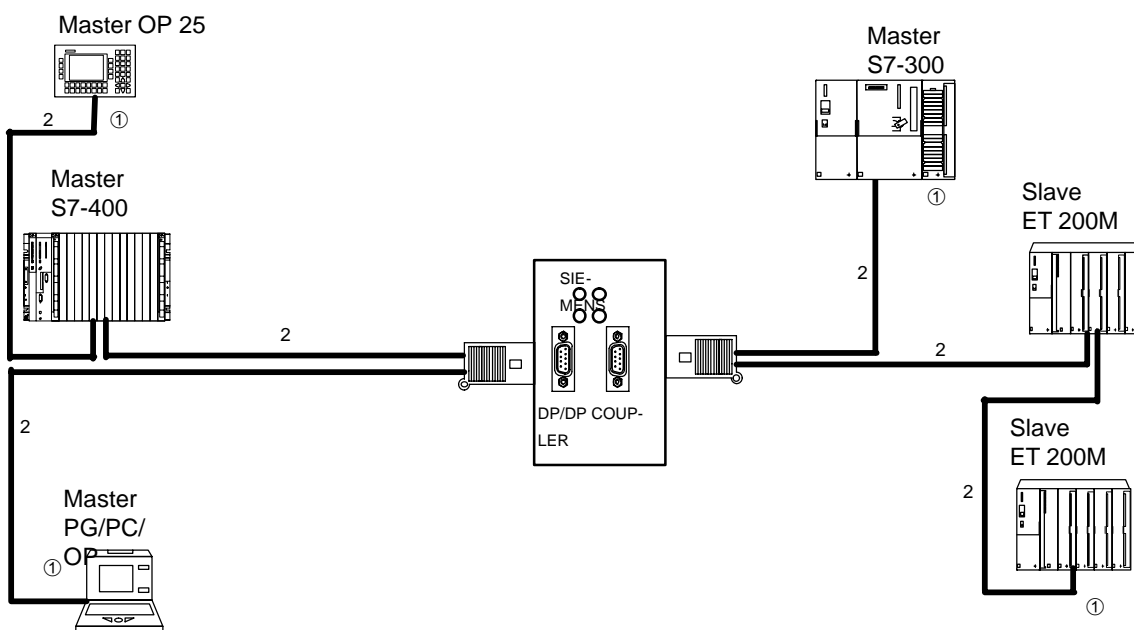 Master OP 25
2
①
Master
S7-400
2
2
Master
PG/PC/
OP
①
SIE-
MENS
DP/DP COUP-
LER
Master
S7-300
①
2
2
Slave
ET 200M
Slave
ET 200M
2
①